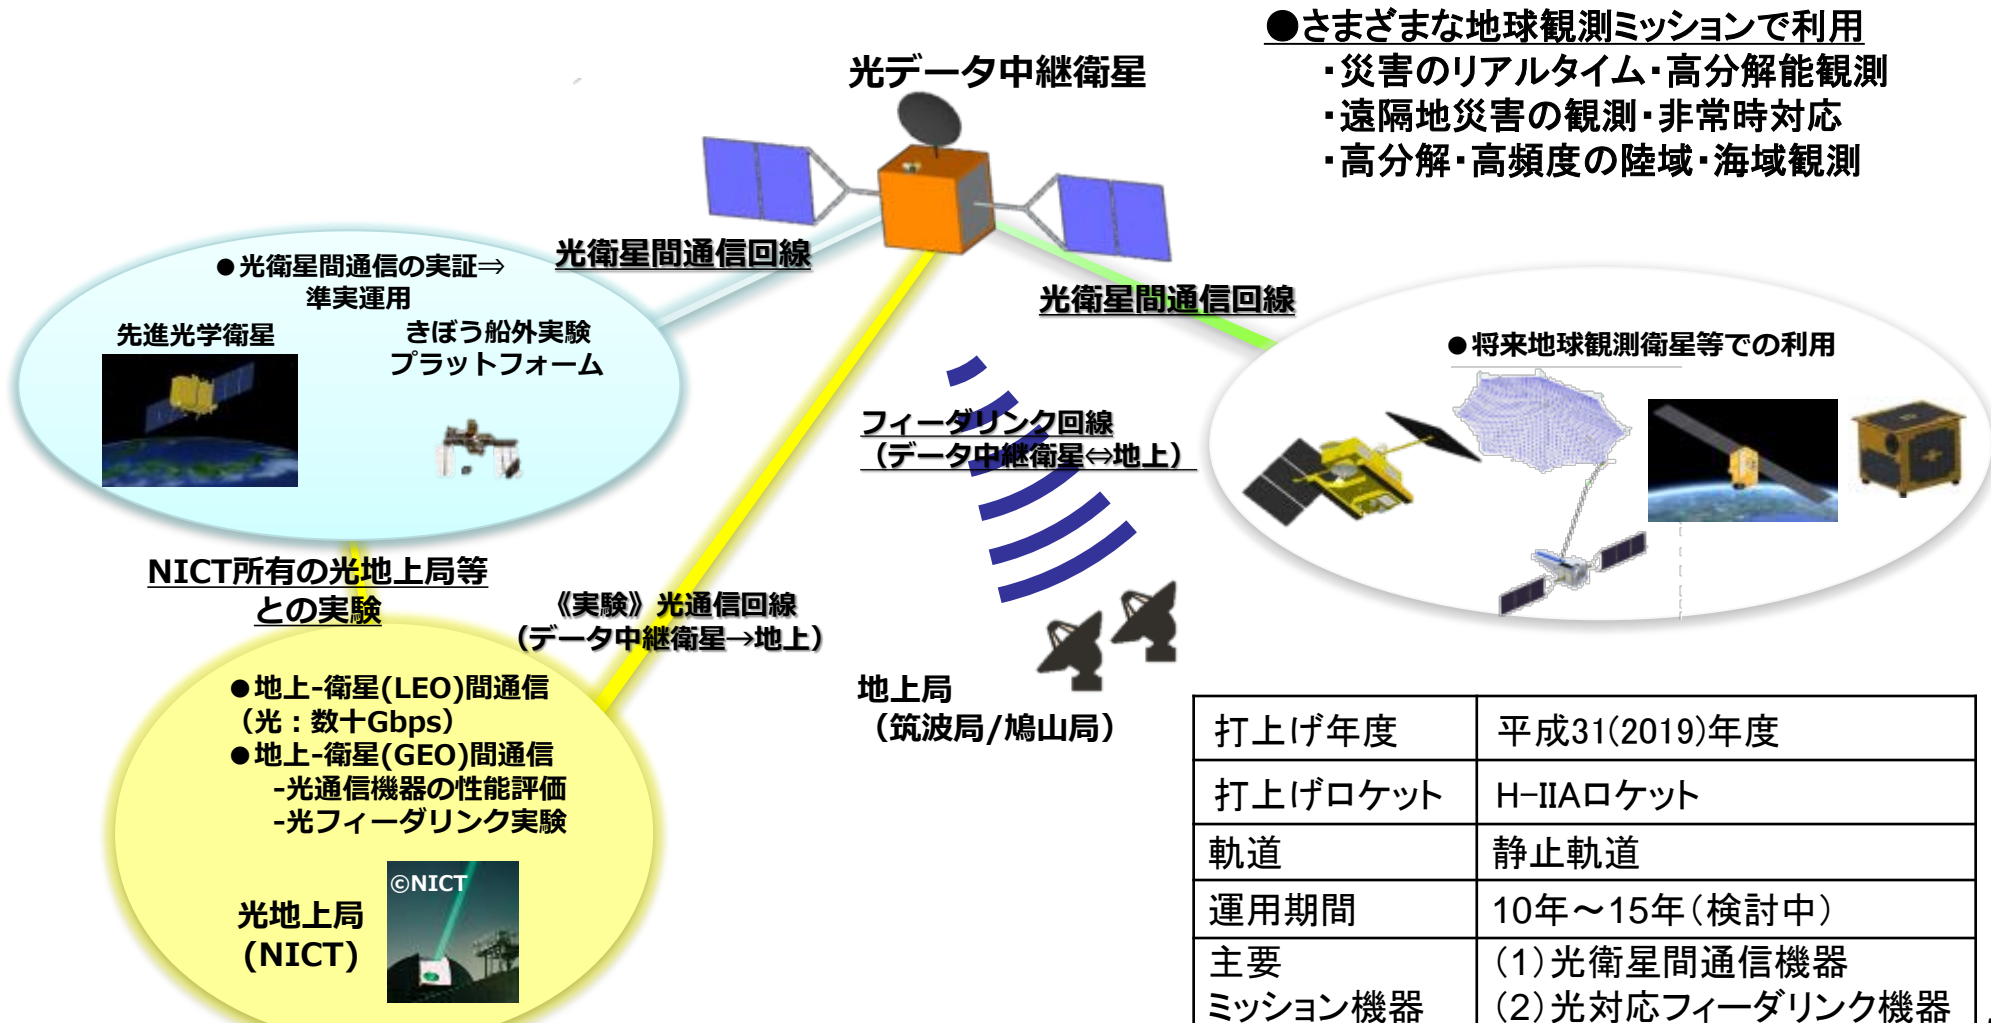 ●さまざまな地球観測ミッションで利用
・災害のリアルタイム・高分解能観測
・遠隔地災害の観測・非常時対応
・高分解・高頻度の陸域・海域観測
光データ中継衛星
光衛星間通信回線
光衛星間通信回線
●光衛星間通信の実証⇒
準実運用
先進光学衛星
きぼう船外実験
プラットフォーム
●将来地球観測衛星等での利用
フィーダリンク回線
（データ中継衛星⇔地上）
NICT所有の光地上局等
との実験
《実験》光通信回線
（データ中継衛星→地上）
●地上-衛星(LEO)間通信
（光：数十Gbps）
●地上-衛星(GEO)間通信
-光通信機器の性能評価
-光フィーダリンク実験
©NICT
光地上局
(NICT)
地上局
（筑波局/鳩山局）
打上げ年度 平成31(2019)年度
打上げロケット H-IIAロケット
軌道 静止軌道
運用期間 10年～15年（検討中）
主要 （1）光衛星間通信機器
ミッション機器 （2）光対応フィーダリンク機器